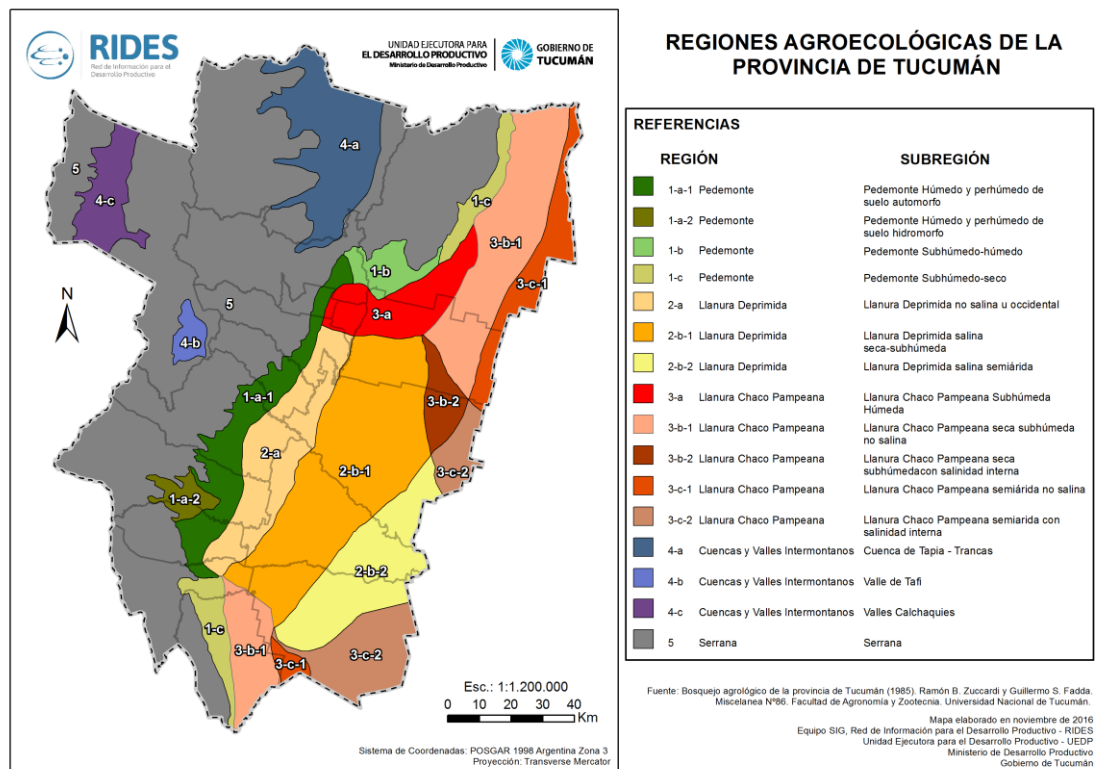 RIDES
Red de Información para el
Desarrollo Productivo
UNIDAD EJECUTORA PARA
EL DESARROLLO PRODUCTIVO
Ministerio de Desarrollo Productivo
GOBIERNO DE
TUCUMÁN
4-a
5
4-c
1-c
3-b-1
1-b
3-c-1
5
3-a
4-b
1-a-1
3-b-2
2-a
2-b-1
3-c-2
1-a-2
2-b-2
1-c
3-b-1
3-c-1
3-c-2
N
Esc.: 1:1.200.000
0 10 20 30 40
Km
Sistema de Coordenadas: POSGAR 1998 Argentina Zona 3
Proyección: Transverse Mercator
REGIONES AGROECOLÓGICAS DE LA
PROVINCIA DE TUCUMÁN
REFERENCIAS
REGIÓN SUBREGIÓN
1-a-1 Pedemonte Pedemonte Húmedo y perhúmedo de
suelo automorfo
1-a-2 Pedemonte Pedemonte Húmedo y perhúmedo de
suelo hidromorfo
1-b Pedemonte Pedemonte Subhúmedo-húmedo
1-c Pedemonte Pedemonte Subhúmedo-seco
2-a Llanura Deprimida Llanura Deprimida no salina u occidental
2-b-1 Llanura Deprimida Llanura Deprimida salina
seca-subhúmeda
2-b-2 Llanura Deprimida Llanura Deprimida salina semiárida
3-a Llanura Chaco Pampeana Llanura Chaco Pampeana Subhúmeda
Húmeda
3-b-1 Llanura Chaco Pampeana Llanura Chaco Pampeana seca subhúmeda
no salina
3-b-2 Llanura Chaco Pampeana Llanura Chaco Pampeana seca
subhúmedacon salinidad interna
3-c-1 Llanura Chaco Pampeana Llanura Chaco Pampeana semiárida no salina
3-c-2 Llanura Chaco Pampeana Llanura Chaco Pampeana semiarida con
salinidad interna
4-a Cuencas y Valles Intermontanos Cuenca de Tapia - Trancas
4-b Cuencas y Valles Intermontanos Valle de Tafi
4-c Cuencas y Valles Intermontanos Valles Calchaquies
5 Serrana Serrana
Fuente: Bosquejo agrológico de la provincia de Tucumán (1985). Ramón B. Zuccardi y Guillermo S. Fadda.
Miscelanea Nº86. Facultad de Agronomía y Zootecnia. Universidad Nacional de Tucumán.
Mapa elaborado en noviembre de 2016
Equipo SIG, Red de Información para el Desarrollo Productivo - RIDES
Unidad Ejecutora para el Desarrollo Productivo - UEDP
Ministerio de Desarrollo Productivo
Gobierno de Tucumán